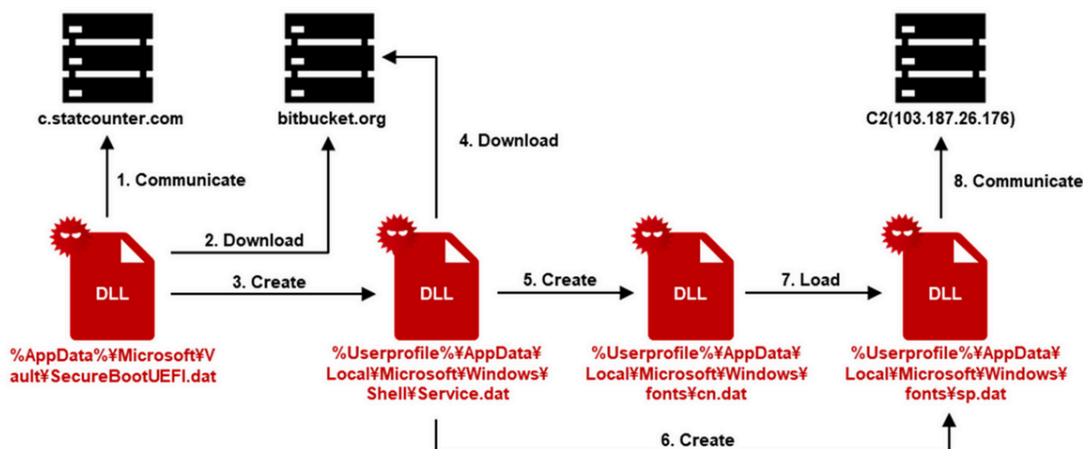 c.statcounter.com
bitbucket.org
C2(103.187.26.176)
4. Download
1. Communicate
8. Communicate
2. Download
3. Create
5. Create
7. Load
DLL
DLL
DLL
DLL
%AppData%¥Microsoft¥V
ault¥SecureBootUEFI.dat
%Userprofile%¥AppData¥
Local¥Microsoft¥Windows¥
Shell¥Service.dat
%Userprofile%¥AppData¥
Local¥Microsoft¥Windows¥
fonts¥cn.dat
%Userprofile%¥AppData¥
Local¥Microsoft¥Windows¥
fonts¥sp.dat
6. Create